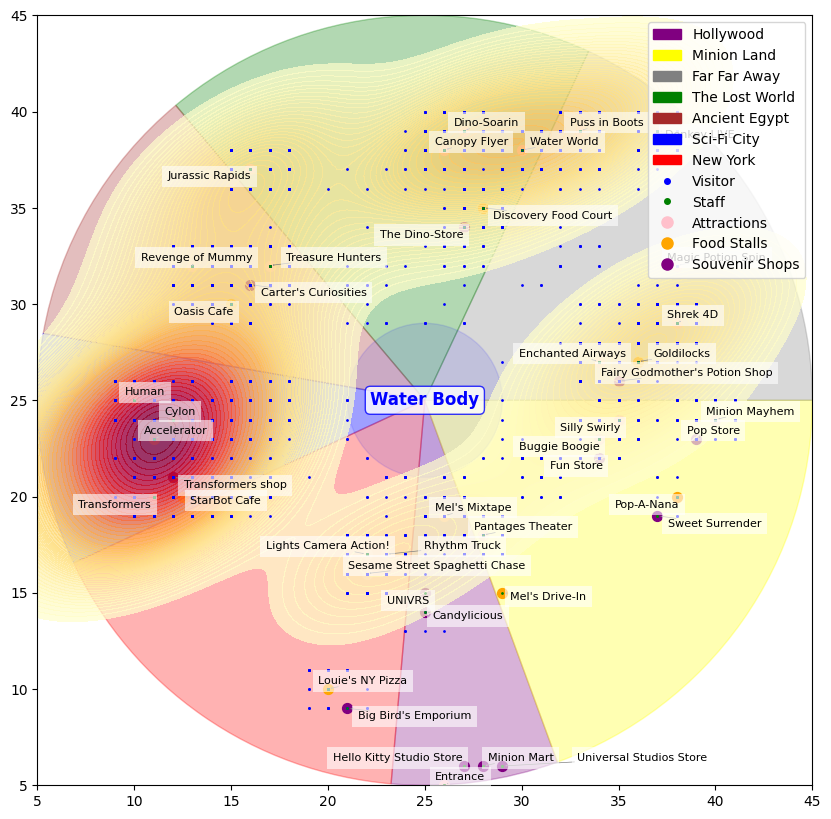 45
40
35
30
25
20
15
10
5
5
10
15
20
25
30
35
40
45
Hollywood
Minion Land
Far Far Away
The Lost World
Ancient Egypt
Sci-Fi City
New York
Visitor
Staff
Attractions
Food Stalls
Souvenir Shops
Dino-Soarin
Puss in Boots
Canopy Flyer
Water World
Jurassic Rapids
Discovery Food Court
The Dino-Store
Revenge of Mummy
Treasure Hunters
Magic Potion Spin
Carter's Curiosities
Oasis Cafe
Shrek 4D
Enchanted Airways
Goldilocks
Fairy Godmother's Potion Shop
Human
Cylon
Accelerator
Water Body
Minion Mayhem
Silly Swirly
Pop Store
Buggie Boogie
Fun Store
Transformers shop
StarBot Cafe
Transformers
Mel's Mixtape
Pop-A-Nana
Sweet Surrender
Pantages Theater
Lights Camera Action!
Rhythm Truck
Sesame Street Spaghetti Chase
UNIVRS
Mel's Drive-In
Candylicious
Louie's NY Pizza
Big Bird's Emporium
Hello Kitty Studio Store
Minion Mart
Universal Studios Store
Entrance